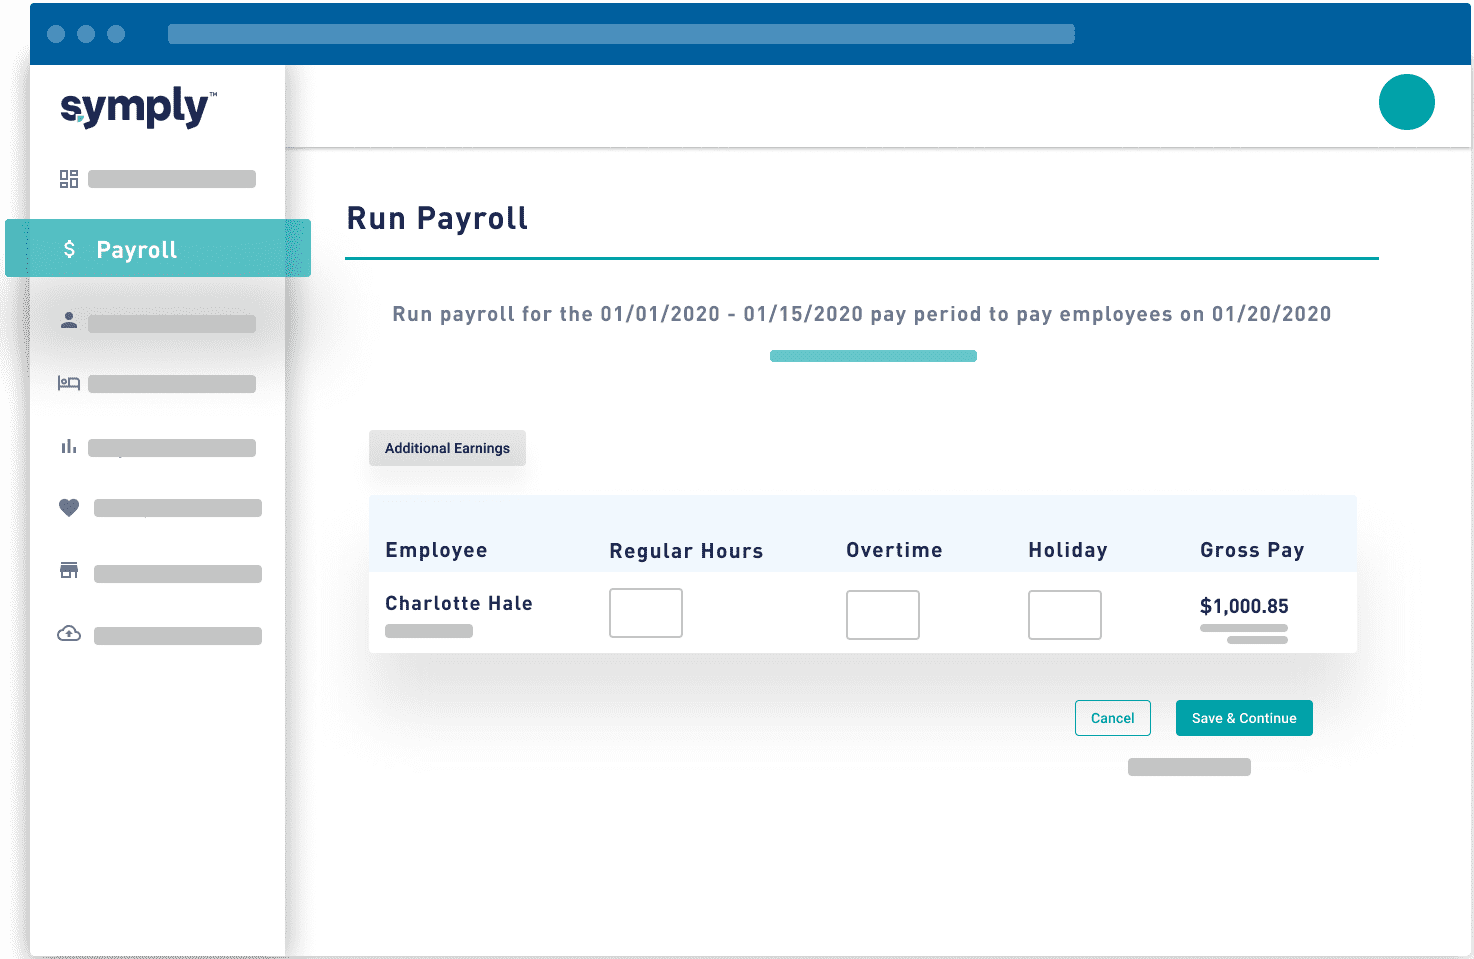 symply™
$ Payroll
Run Payroll
Run payroll for the 01/01/2020 - 01/15/2020 pay period to pay employees on 01/20/2020
Additional Earnings
Employee Regular Hours Overtime Holiday Gross Pay
Charlotte Hale $1,000.85
Cancel Save & Continue